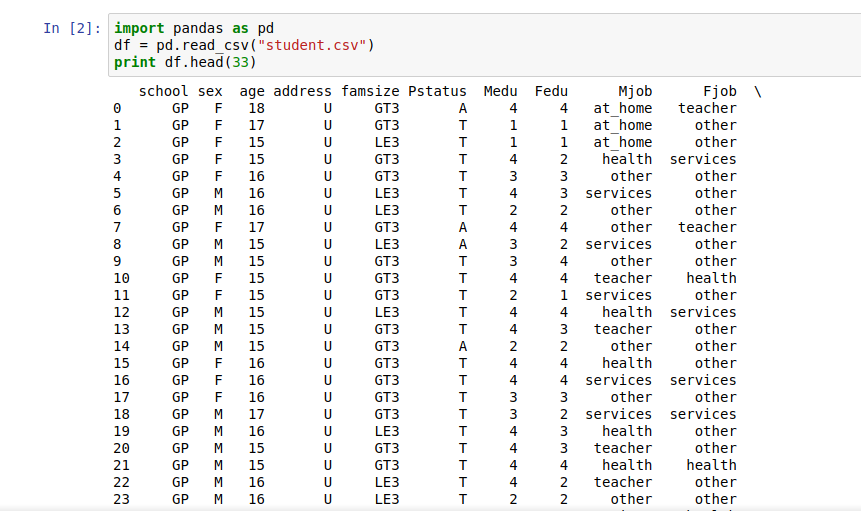 In [2]: import pandas as pd
df = pd.read_csv("student.csv")
print df.head(33)
school sex age address famsize Pstatus Medu Fedu Mjob Fjob \
0 GP F 18 U GT3 A 4 4 at_home teacher
1 GP F 17 U GT3 T 1 1 at_home other
2 GP F 15 U LE3 T 1 1 at_home other
3 GP F 15 U GT3 T 4 2 health services
4 GP F 16 U GT3 T 3 3 other other
5 GP M 16 U LE3 T 4 3 services other
6 GP M 16 U LE3 T 2 2 other other
7 GP F 17 U GT3 A 4 4 other teacher
8 GP M 15 U LE3 A 3 2 services other
9 GP M 15 U GT3 T 3 4 other other
10 GP F 15 U GT3 T 4 4 teacher health
11 GP F 15 U GT3 T 2 1 services other
12 GP M 15 U LE3 T 4 4 health services
13 GP M 15 U GT3 T 4 3 teacher other
14 GP M 15 U GT3 A 2 2 other other
15 GP F 16 U GT3 T 4 4 health other
16 GP F 16 U GT3 T 4 4 services services
17 GP F 16 U GT3 T 3 3 other other
18 GP M 17 U GT3 T 3 2 services services
19 GP M 16 U LE3 T 4 3 health other
20 GP M 15 U GT3 T 4 3 teacher other
21 GP M 15 U GT3 T 4 4 health health
22 GP M 16 U LE3 T 4 2 teacher other
23 GP M 16 U LE3 T 2 2 other other